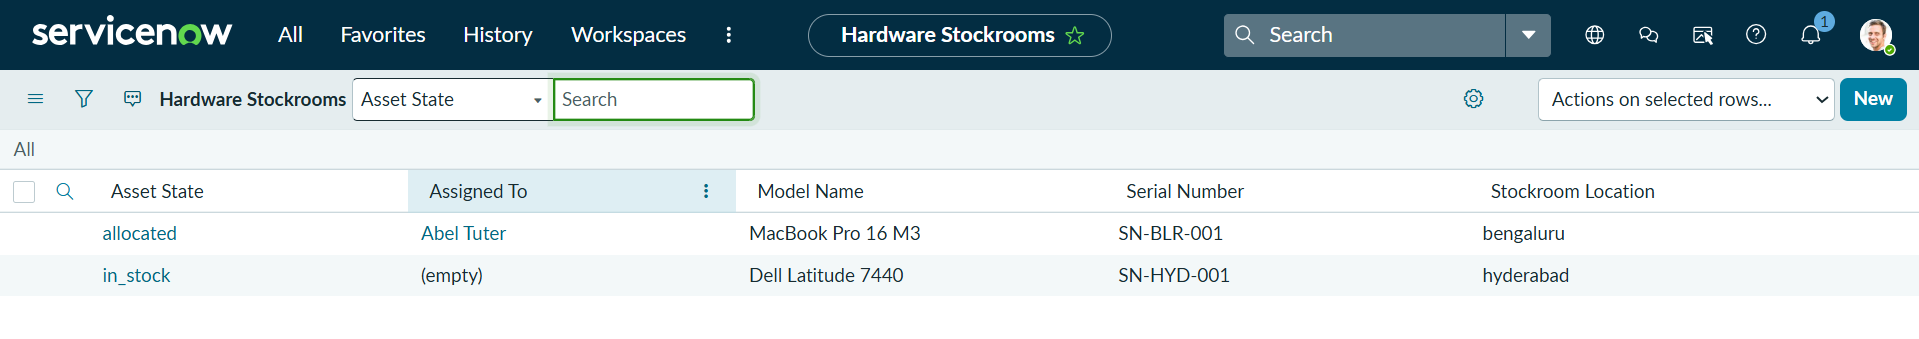 servicenow All Favorites History Workspaces Hardware Stockrooms Search 1
Hardware Stockrooms Asset State Search Actions on selected rows... New
All
Asset State Assigned To Model Name Serial Number Stockroom Location
allocated Abel Tuter MacBook Pro 16 M3 SN-BLR-001 bengaluru
in_stock (empty) Dell Latitude 7440 SN-HYD-001 hyderabad